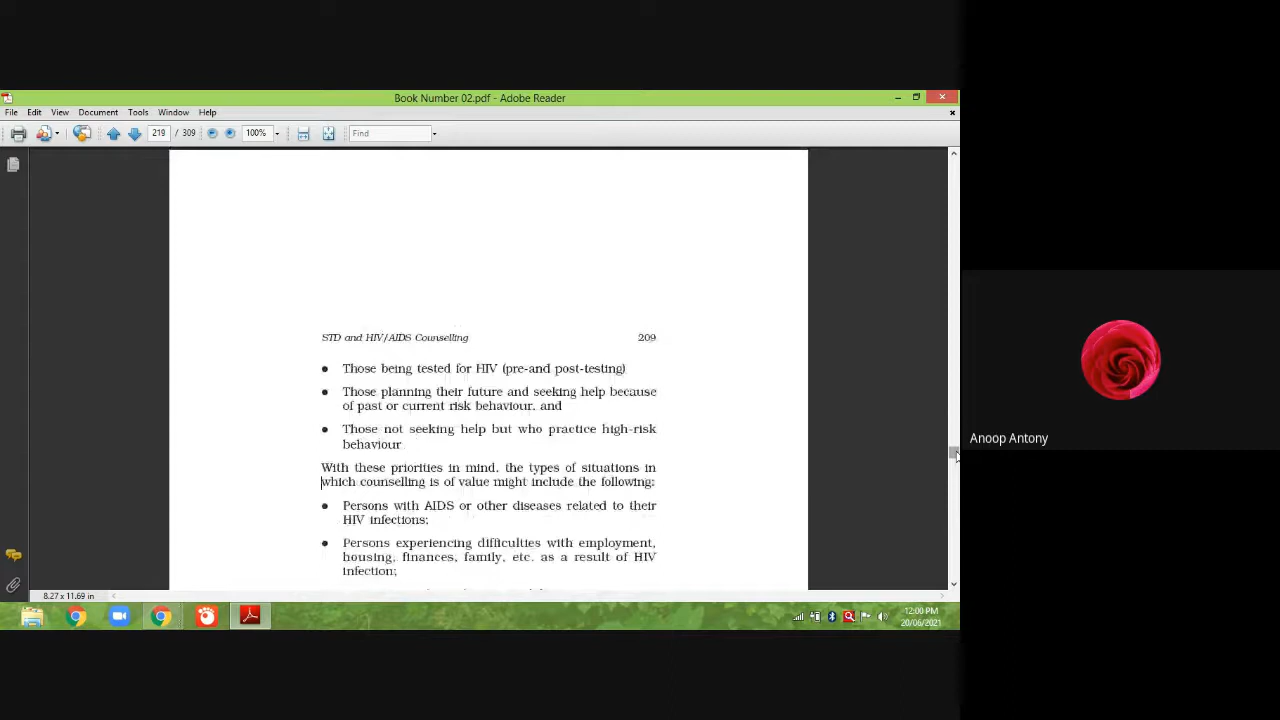 Book Number 02.pdf - Adobe Reader
File Edit View Document Tools Window Help
219 / 309 100% Find
STD and HIV/AIDS Counselling 209
● Those being tested for HIV (pre-and post-testing)
● Those planning their future and seeking help because
of past or current risk behaviour, and
● Those not seeking help but who practice high-risk
behaviour
With these priorities in mind, the types of situations in
which counselling is of value might include the following:
● Persons with AIDS or other diseases related to their
HIV infections;
● Persons experiencing difficulties with employment,
housing, finances, family, etc. as a result of HIV
infection;
8.27 x 11.69 in
12:00 PM
20/06/2021
Anoop Antony